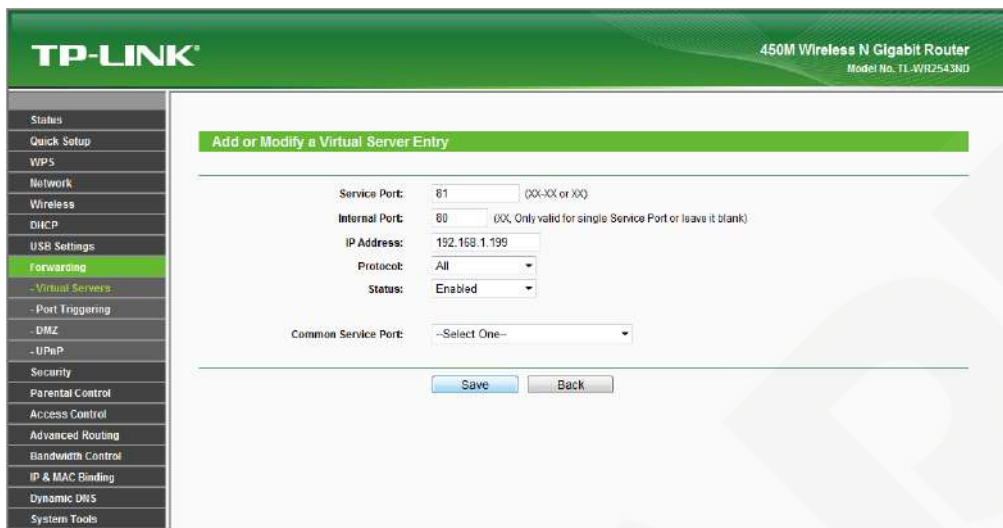 TP-LINK®
450M Wireless N Gigabit Router
Model No. TL-WR2543ND
Status
Quick Setup
WPS
Network
Wireless
DHCP
USB Settings
Forwarding
- Virtual Servers
- Port Triggering
- DMZ
- UPnP
Security
Parental Control
Access Control
Advanced Routing
Bandwidth Control
IP & MAC Binding
Dynamic DNS
System Tools
Add or Modify a Virtual Server Entry
Service Port: 81 (XX-XX or XX)
Internal Port: 80 (XX, Only valid for single Service Port or leave it blank)
IP Address: 192.168.1.199
Protocol: All
Status: Enabled
Common Service Port: --Select One--
Save Back